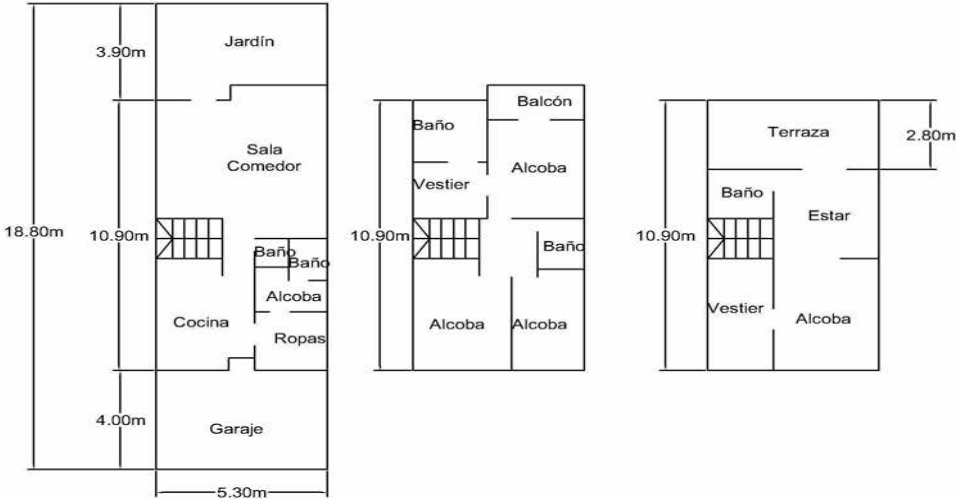 Jardín
3.90m
Sala
Comedor
18.80m
10.90m
Baño
Baño
Alcoba
Cocina
Ropas
4.00m
Garaje
5.30m
Balcón
Baño
Alcoba
Vestier
10.90m
Baño
Alcoba
Alcoba
Terraza
2.80m
Baño
Estar
10.90m
Vestier
Alcoba